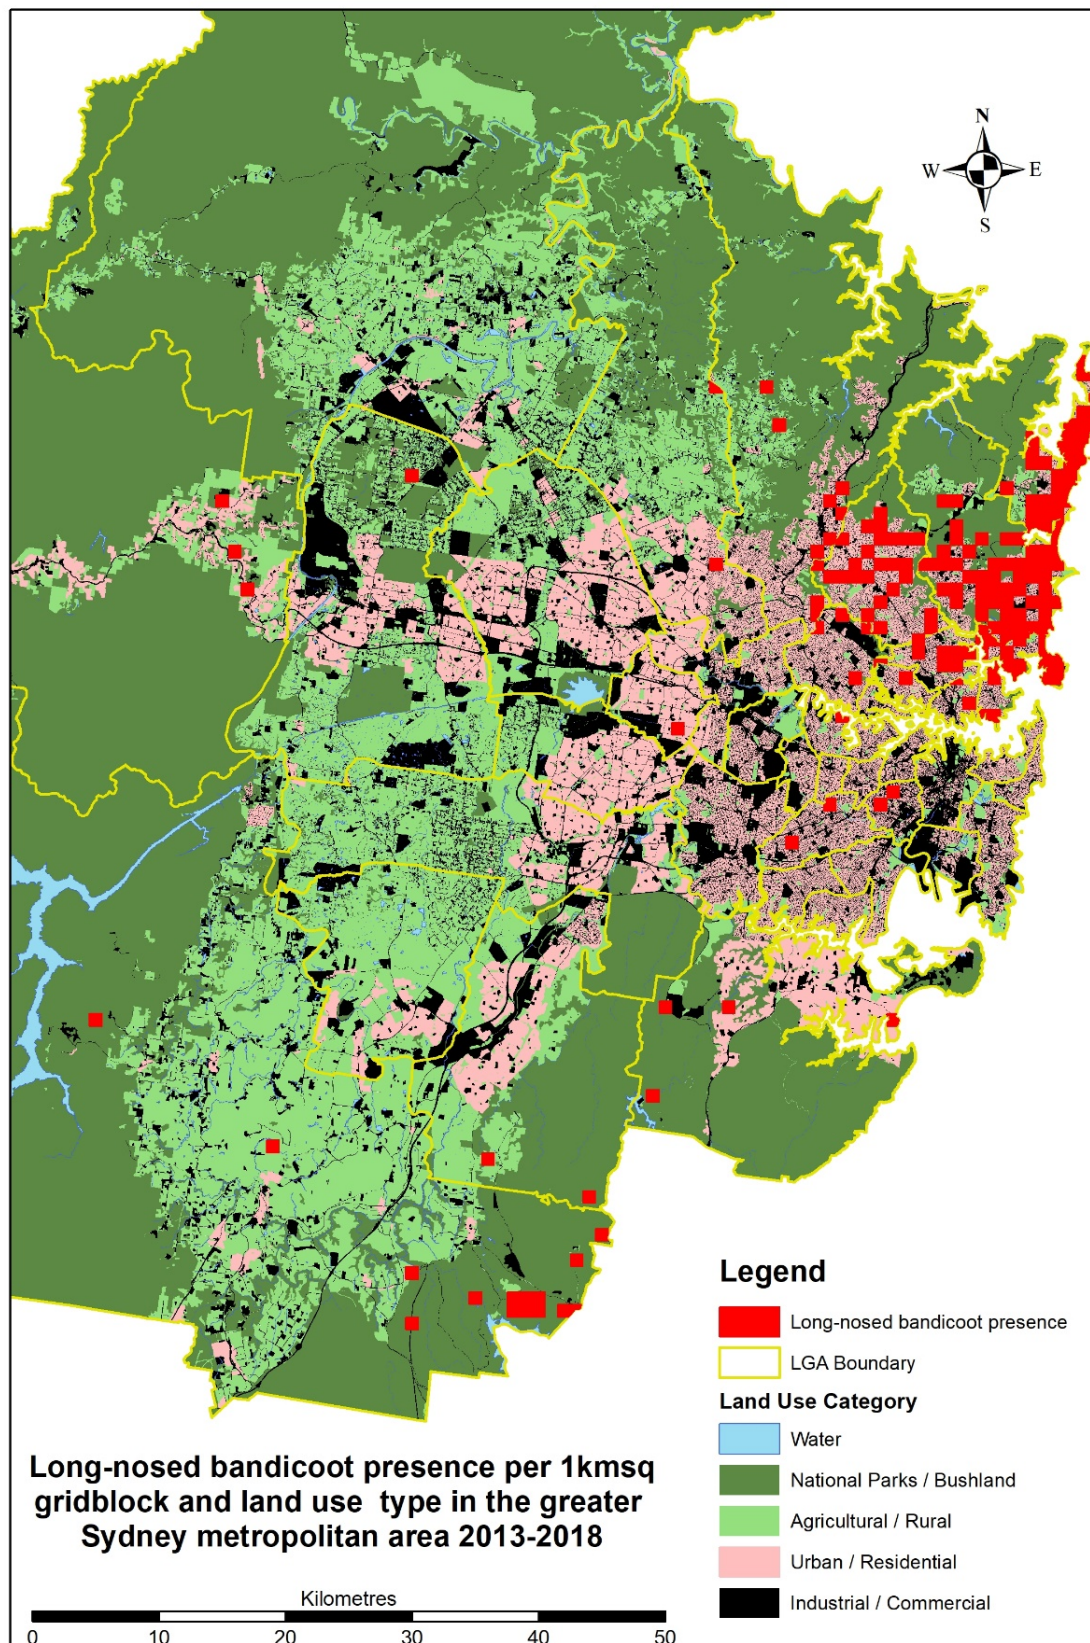 N
W E
S
Legend
Long-nosed bandicoot presence
LGA Boundary
Land Use Category
Water
National Parks / Bushland
Agricultural / Rural
Urban / Residential
Industrial / Commercial
Long-nosed bandicoot presence per 1kmsq
gridblock and land use type in the greater
Sydney metropolitan area 2013-2018
Kilometres
0 10 20 30 40 50